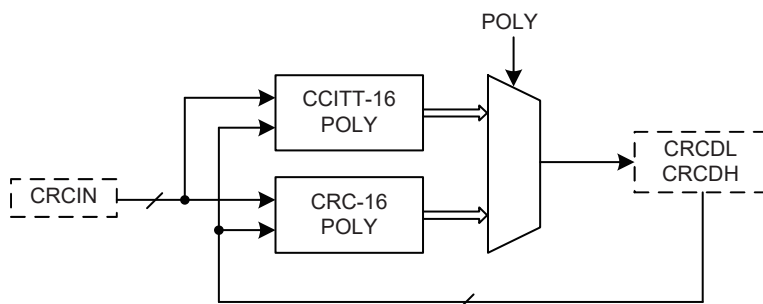 POLY
CCITT-16
POLY
CRCDL
CRCDH
CRCIN
CRC-16
POLY